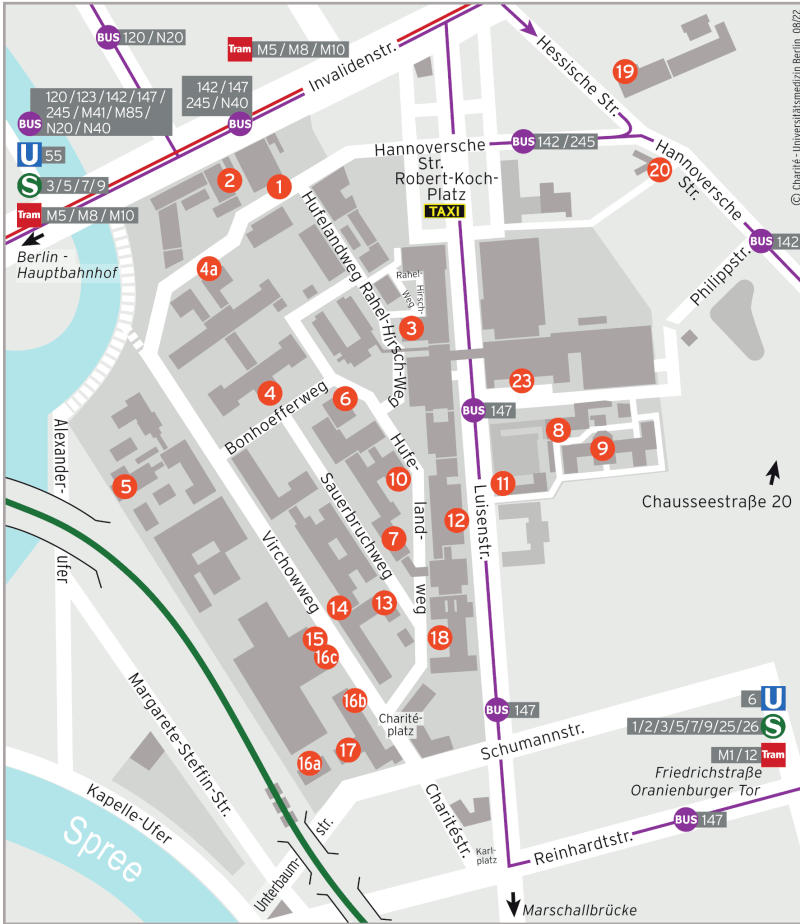 © Charité - Universitätsmedizin Berlin 08/22
BUS 120 / N20
Tram M5 / M8 / M10
Invalidenstr.
Hessische Str.
19
120 / 123 / 142 / 147 /
245 / M41 / M85 /
BUS N20 / N40
142 / 147
245 / N40
BUS
U 55
S 3/5/7/9
Tram M5 / M8 / M10
Berlin -
Hauptbahnhof
Hannoversche
Str.
BUS 142 / 245
Hannoversche
Str.
20
Robert-Koch-
Platz
TAXI
2
1
BUS 142
Philippstr.
Hufelandweg
Rahel-Hirsch-Weg
Rahel-
Hirsch-
Weg
4a
3
4
Bonhoefferweg
6
23
BUS 147
8
9
Alexander-
ufer
5
Hufe-
land-
weg
10
11
12
Luisenstr.
Chausseestraße 20
Sauerbruchweg
7
Virchowweg
14
13
15
16c
18
16b
Charité-
platz
17
16a
BUS 147
Schumannstr.
6 U
1/2/3/5/7/9/25/26 S
M1 / 12 Tram
Friedrichstraße
Oranienburger Tor
Margarete-Steffin-Str.
Kapelle-Ufer
Spree
Unterbaum-
str.
Charitéstr.
Karl-
platz
BUS 147
Reinhardtstr.
Marschallbrücke